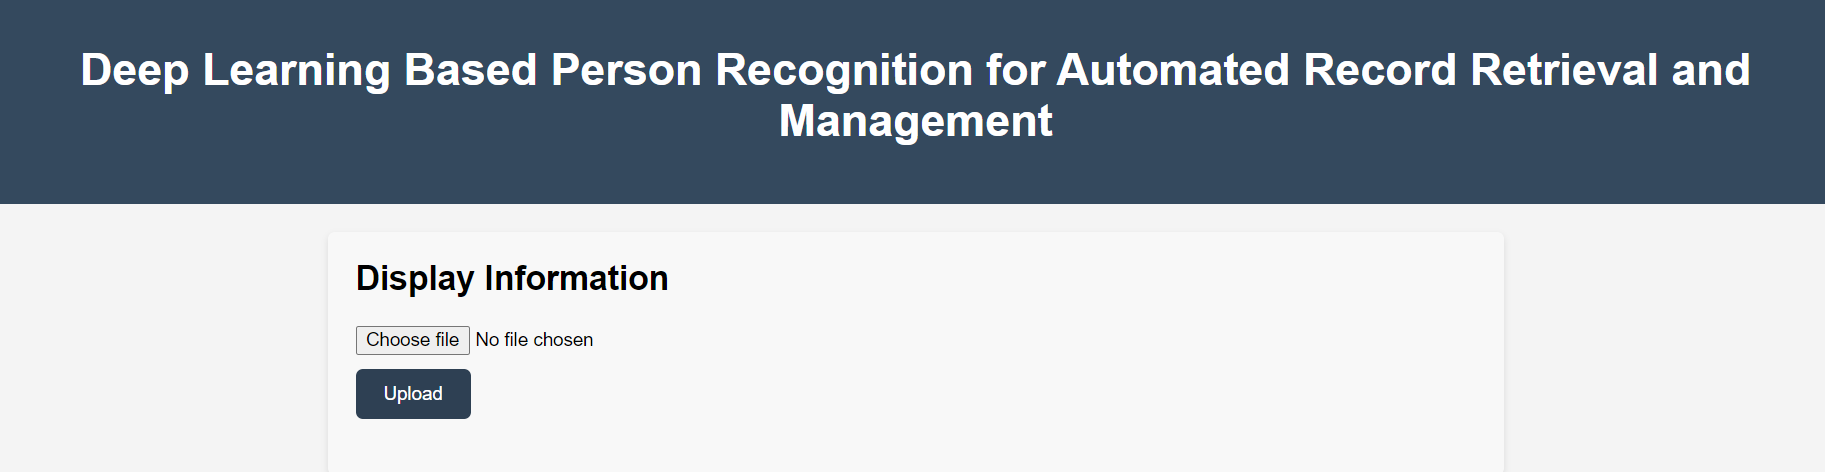 Deep Learning Based Person Recognition for Automated Record Retrieval and
Management
Display Information
Choose file No file chosen
Upload